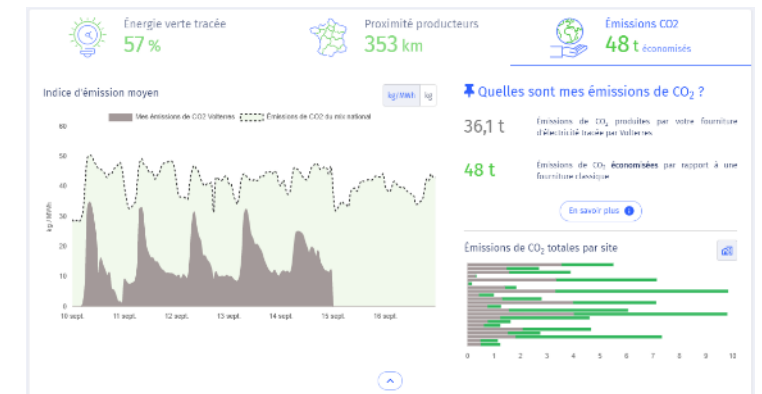 Énergie verte tracée
57 %
Proximité producteurs
353 km
Émissions CO2
48 t économisés
Indice d'émission moyen
kg/MWh kg
Mes émissions de CO2 Volterres
Émissions de CO2 du mix national
60
50
40
30
20
10
0
kg / MWh
10 sept. 11 sept. 12 sept. 13 sept. 14 sept. 15 sept. 16 sept.
Quelles sont mes émissions de CO2 ?
36,1 t
Émissions de CO2 produites par votre fourniture
d'électricité tracée par Volterres
48 t
Émissions de CO2 économisées par rapport à une
fourniture classique
En savoir plus
Émissions de CO2 totales par site
0 1 2 3 4 5 6 7 8 9 10